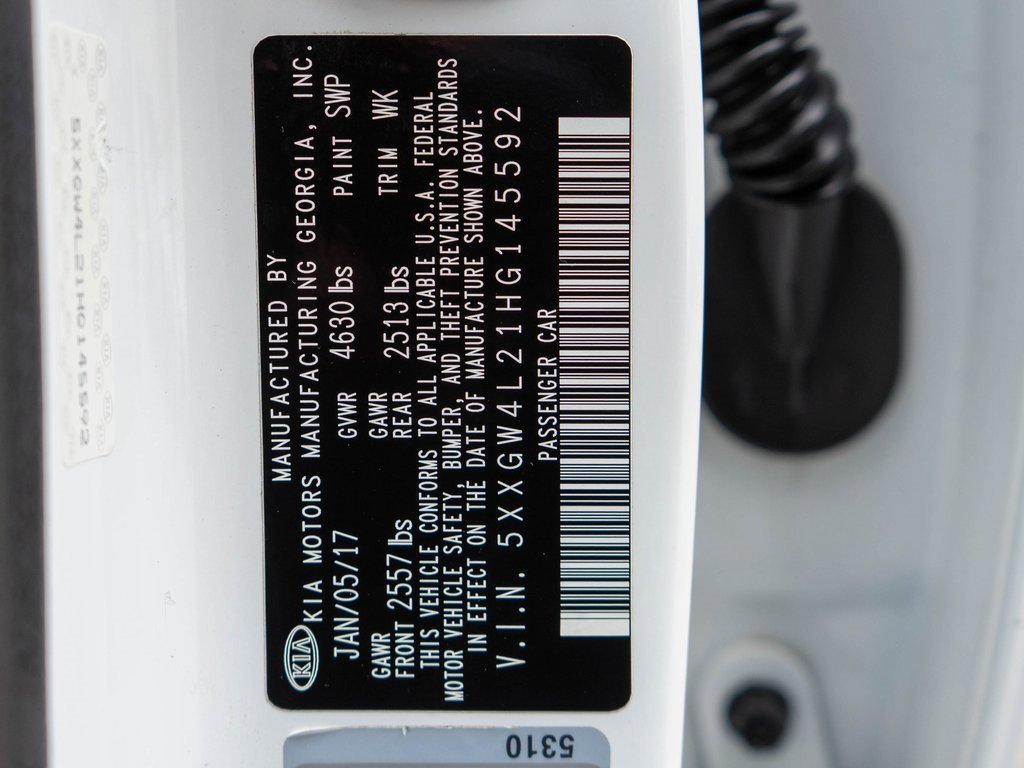 MANUFACTURED BY
KIA KIA MOTORS MANUFACTURING GEORGIA, INC.
JAN/05/17 GVWR 4630 lbs PAINT SWP
GAWR FRONT 2557 lbs GAWR REAR 2513 lbs TRIM WK
THIS VEHICLE CONFORMS TO ALL APPLICABLE U.S.A. FEDERAL
MOTOR VEHICLE SAFETY, BUMPER, AND THEFT PREVENTION STANDARDS
IN EFFECT ON THE DATE OF MANUFACTURE SHOWN ABOVE.
V.I.N. 5XXGW4L21HG145592
PASSENGER CAR
5XXGW4L21HG145592
5310